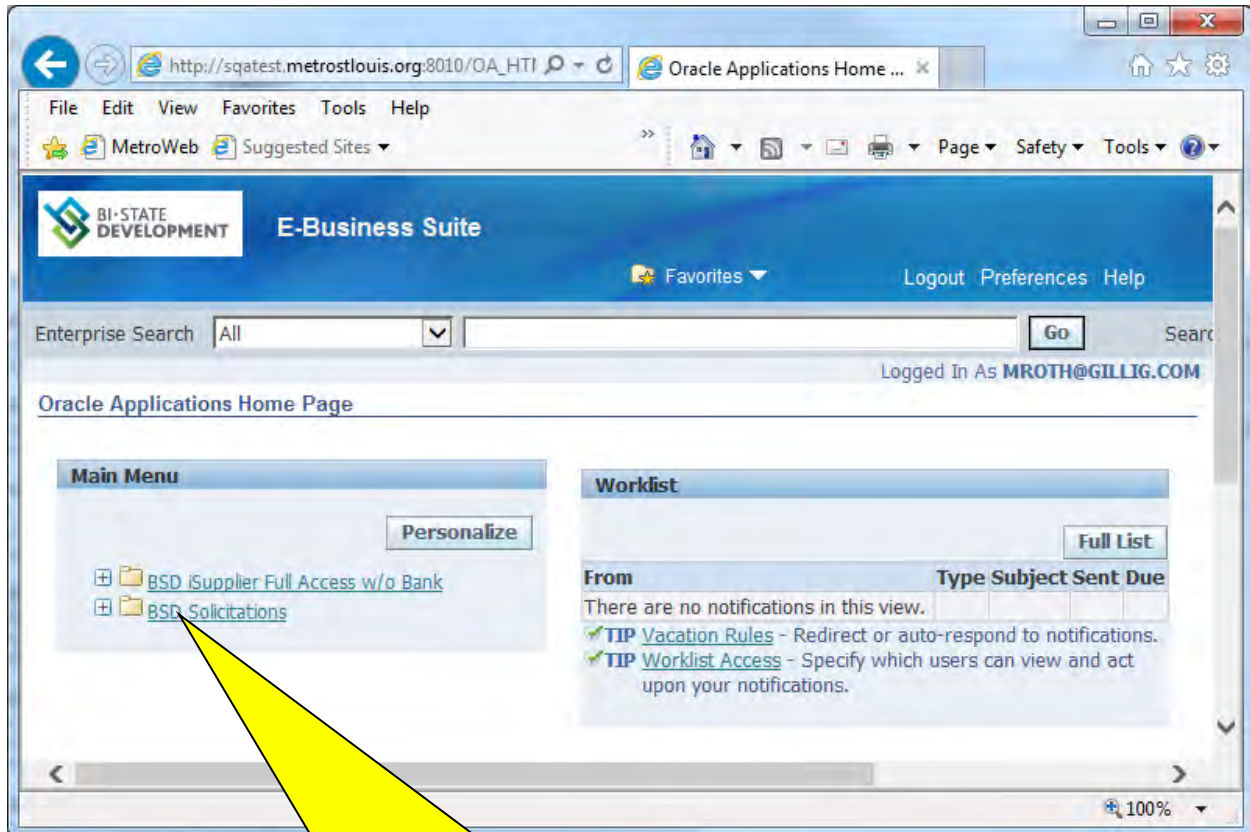 http://sqatest.metrostlouis.org:8010/OA_HTI
Oracle Applications Home ...
File Edit View Favorites Tools Help
MetroWeb Suggested Sites
Page Safety Tools
BI-STATE
DEVELOPMENT
E-Business Suite
Favorites
Logout Preferences Help
Enterprise Search All Go Searc
Logged In As MROTH@GILLIG.COM
Oracle Applications Home Page
Main Menu
Personalize
BSD iSupplier Full Access w/o Bank
BSD Solicitations
Worklist
Full List
From Type Subject Sent Due
There are no notifications in this view.
TIP Vacation Rules - Redirect or auto-respond to notifications.
TIP Worklist Access - Specify which users can view and act
upon your notifications.
100%